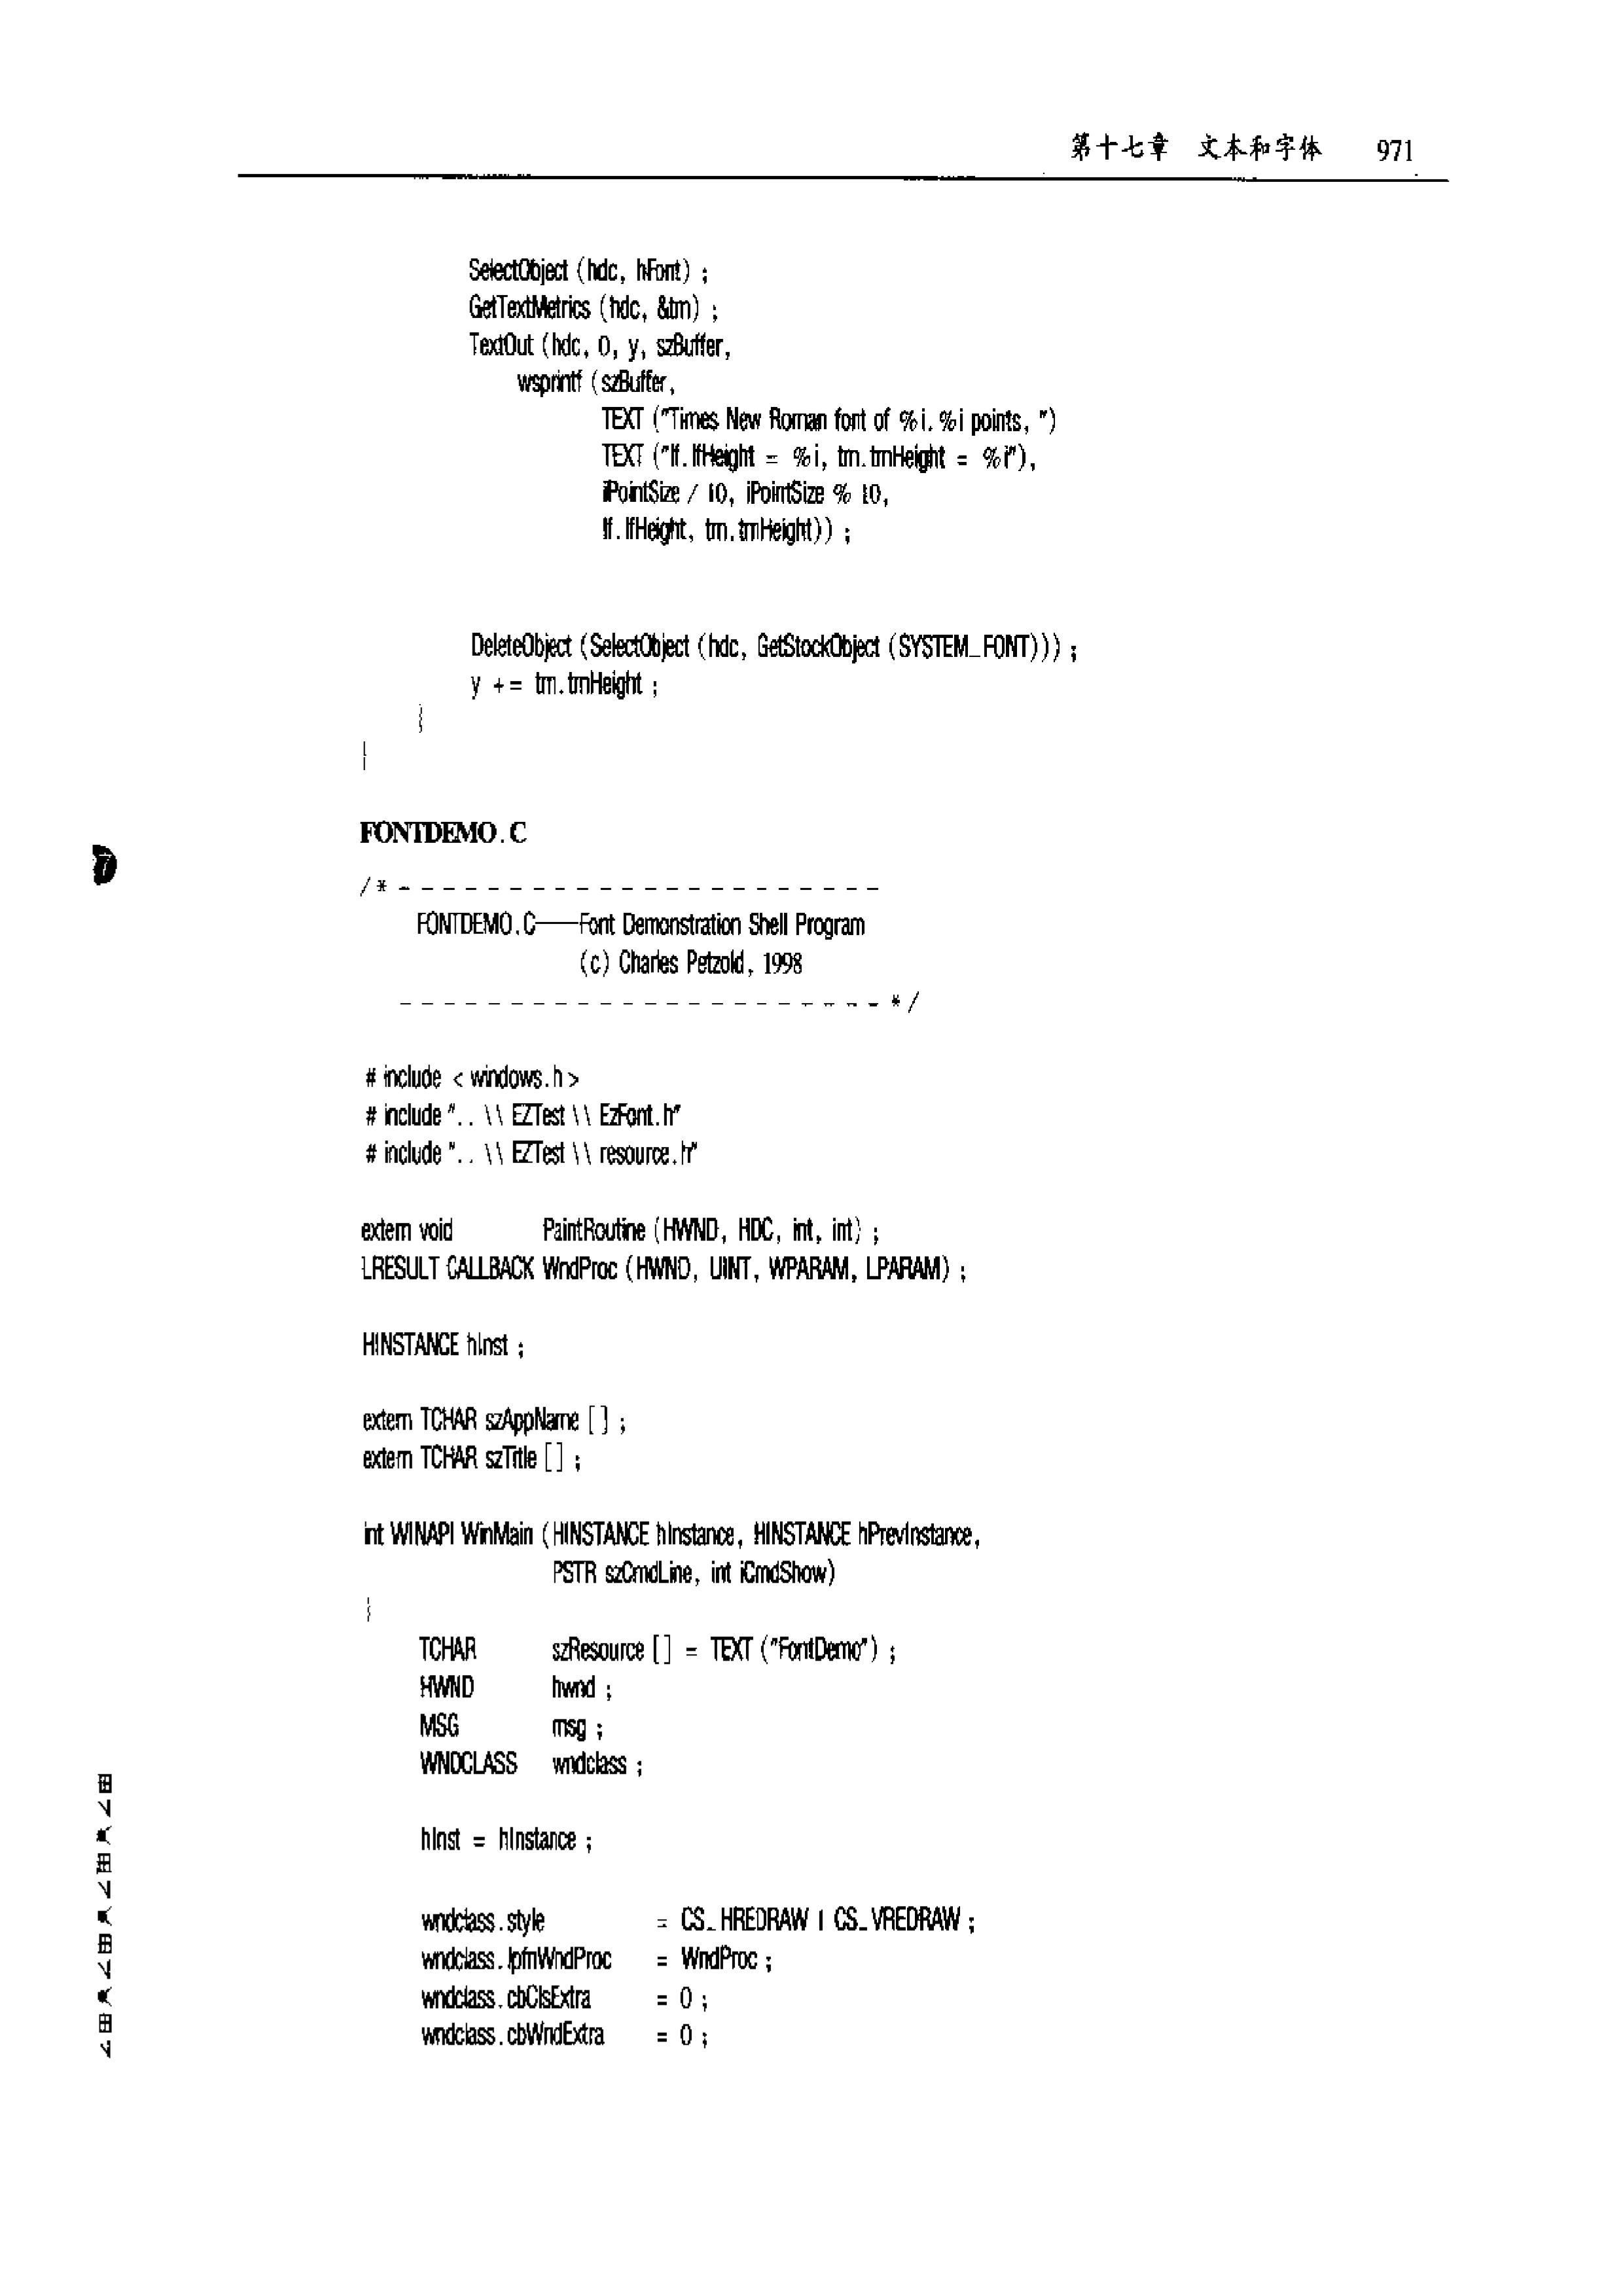 第十七章 文本和字体 971
SelectObject (hdc, hFont) ;
GetTextMetrics (hdc, &tm) ;
TextOut (hdc, 0, y, szBuffer,
wsprintf (szBuffer,
TEXT ("Times New Roman font of %i.%i points, ")
TEXT ("lf.lfHeight = %i, tm.tmHeight = %i"),
iPointSize / 10, iPointSize % 10,
lf.lfHeight, tm.tmHeight)) ;
DeleteObject (SelectObject (hdc, GetStockObject (SYSTEM_FONT))) ;
y += tm.tmHeight ;
}
}
FONTDEMO.C
/* - - - - - - - - - - - - - - - - - - - - - -
FONTDEMO.C——Font Demonstration Shell Program
(c) Charles Petzold, 1998
- - - - - - - - - - - - - - - - - - - - - - */
# include < windows.h >
# include ".. \\ EZTest \\ EzFont.h"
# include ".. \\ EZTest \\ resource.h"
extern void PaintRoutine (HWND, HDC, int, int) ;
LRESULT CALLBACK WndProc (HWND, UINT, WPARAM, LPARAM) ;
HINSTANCE hInst ;
extern TCHAR szAppName [] ;
extern TCHAR szTitle [] ;
int WINAPI WinMain (HINSTANCE hInstance, HINSTANCE hPrevInstance,
PSTR szCmdLine, int iCmdShow)
{
TCHAR szResource [] = TEXT ("FontDemo") ;
HWND hwnd ;
MSG msg ;
WNDCLASS wndclass ;
hInst = hInstance ;
wndclass.style = CS_HREDRAW | CS_VREDRAW ;
wndclass.lpfnWndProc = WndProc ;
wndclass.cbClsExtra = 0 ;
wndclass.cbWndExtra = 0 ;